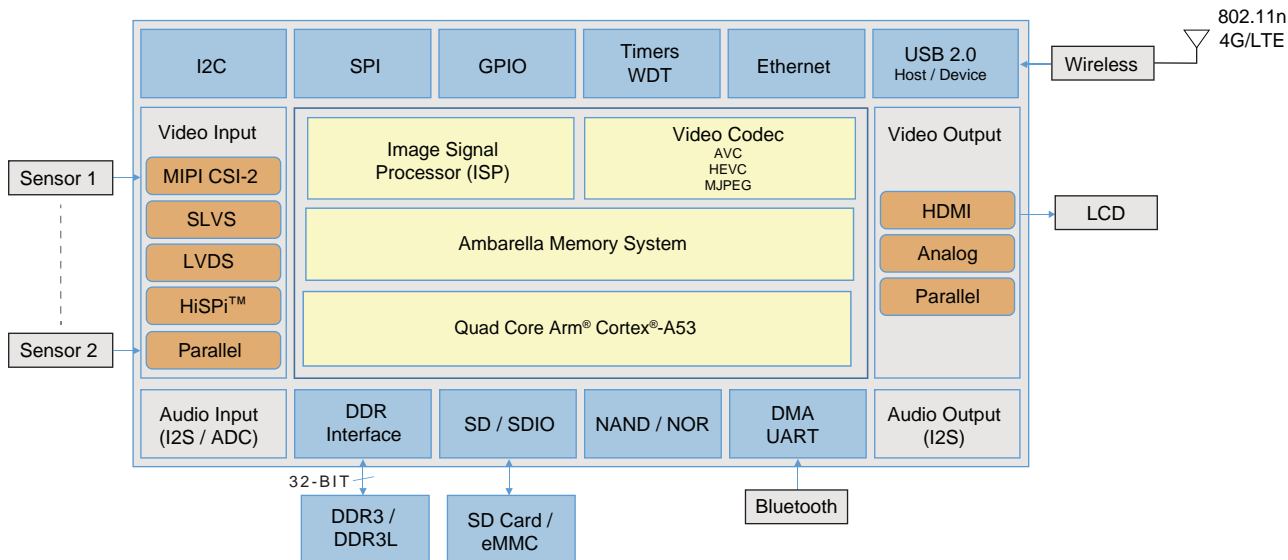 802.11n
4G/LTE
I2C
SPI
GPIO
Timers
WDT
Ethernet
USB 2.0
Host / Device
Wireless
Video Input
MIPI CSI-2
SLVS
LVDS
HiSPi™
Parallel
Sensor 1
Sensor 2
Image Signal
Processor (ISP)
Video Codec
AVC
HEVC
MJPEG
Ambarella Memory System
Quad Core Arm® Cortex®-A53
Video Output
HDMI
Analog
Parallel
LCD
Audio Input
(I2S / ADC)
DDR
Interface
SD / SDIO
NAND / NOR
DMA
UART
Audio Output
(I2S)
32-BIT
DDR3 /
DDR3L
SD Card /
eMMC
Bluetooth